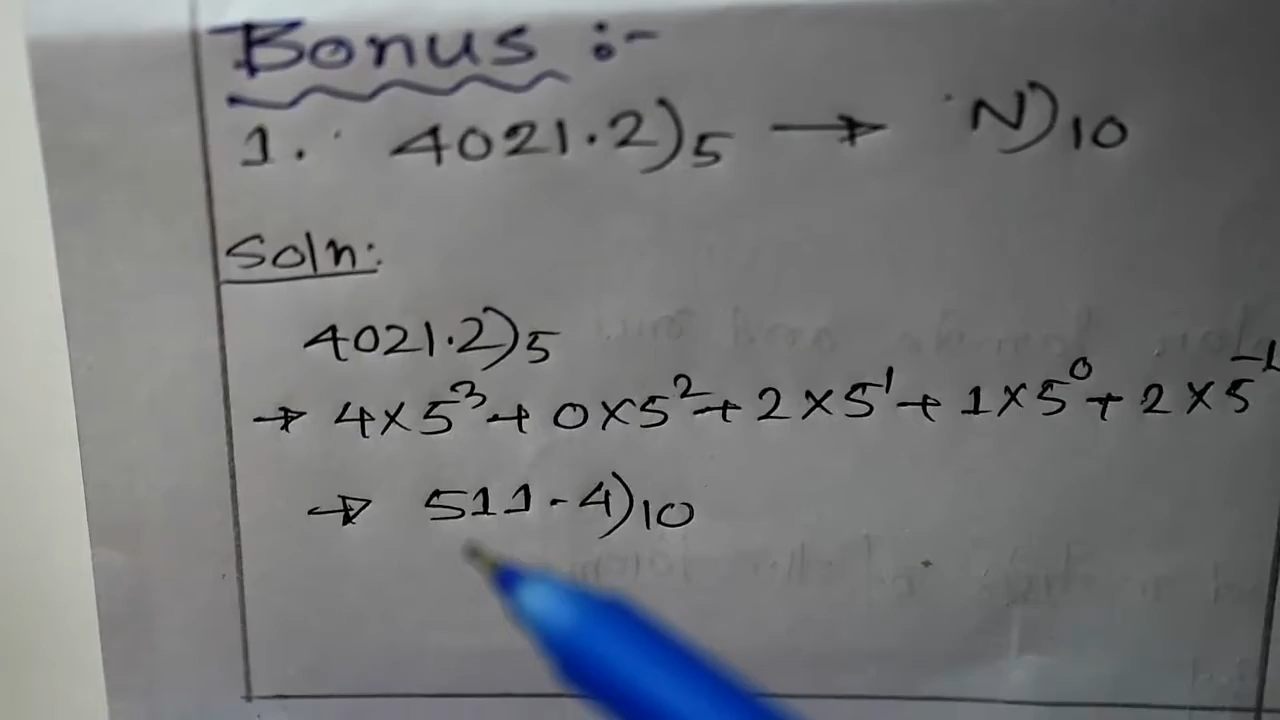 Bonus :-
1. 4021.2)₅ → N)₁₀
Soln:
4021.2)₅
→ 4×5³+0×5²+2×5¹+1×5⁰+2×5⁻¹
→ 511.4)₁₀